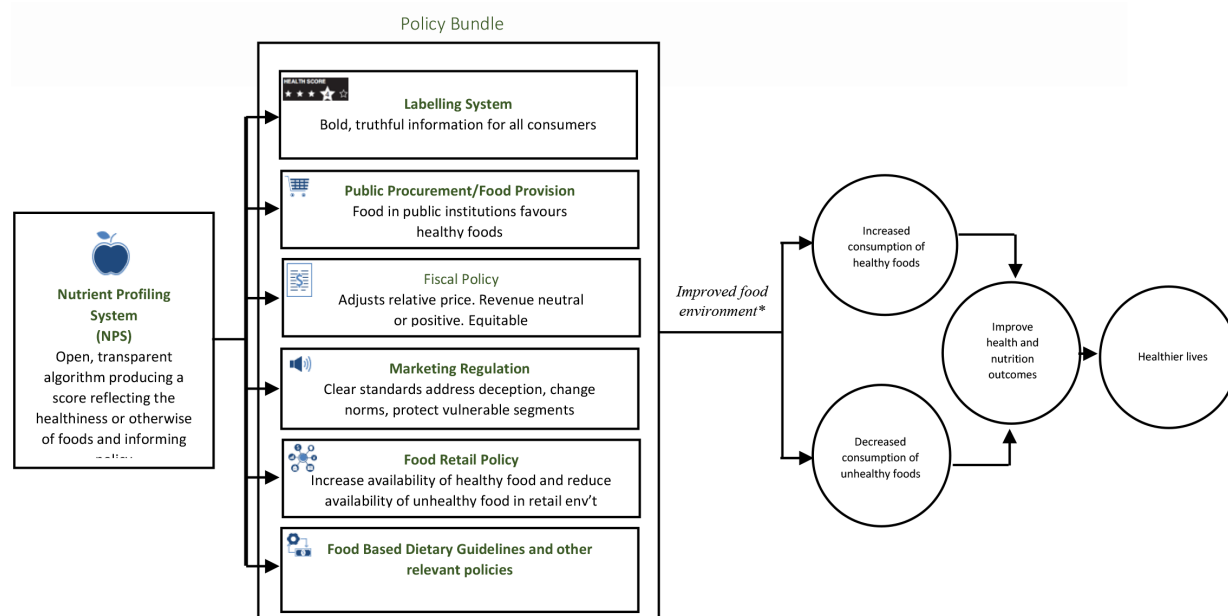 Policy Bundle
HEALTH SCORE
Labelling System
Bold, truthful information for all consumers
Public Procurement/Food Provision
Food in public institutions favours
healthy foods
Fiscal Policy
Adjusts relative price. Revenue neutral
or positive. Equitable
Marketing Regulation
Clear standards address deception, change
norms, protect vulnerable segments
Food Retail Policy
Increase availability of healthy food and reduce
availability of unhealthy food in retail env’t
Food Based Dietary Guidelines and other
relevant policies
Nutrient Profiling
System
(NPS)
Open, transparent
algorithm producing a
score reflecting the
healthiness or otherwise
of foods and informing
policy
Improved food
environment*
Increased
consumption of
healthy foods
Decreased
consumption of
unhealthy foods
Improve
health and
nutrition
outcomes
Healthier lives